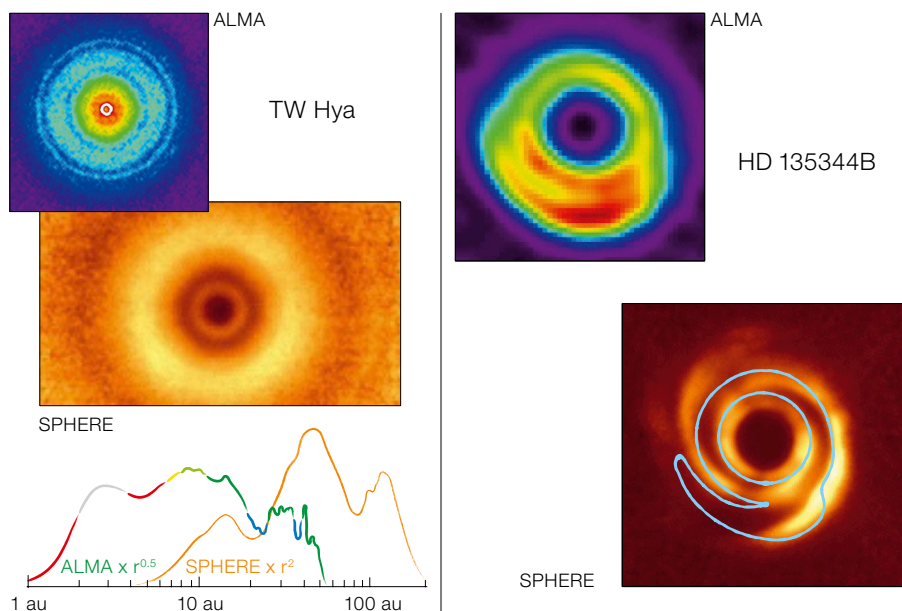 ALMA
TW Hya
SPHERE
ALMA x r^0.5
SPHERE x r^2
1 au
10 au
100 au
ALMA
HD 135344B
SPHERE